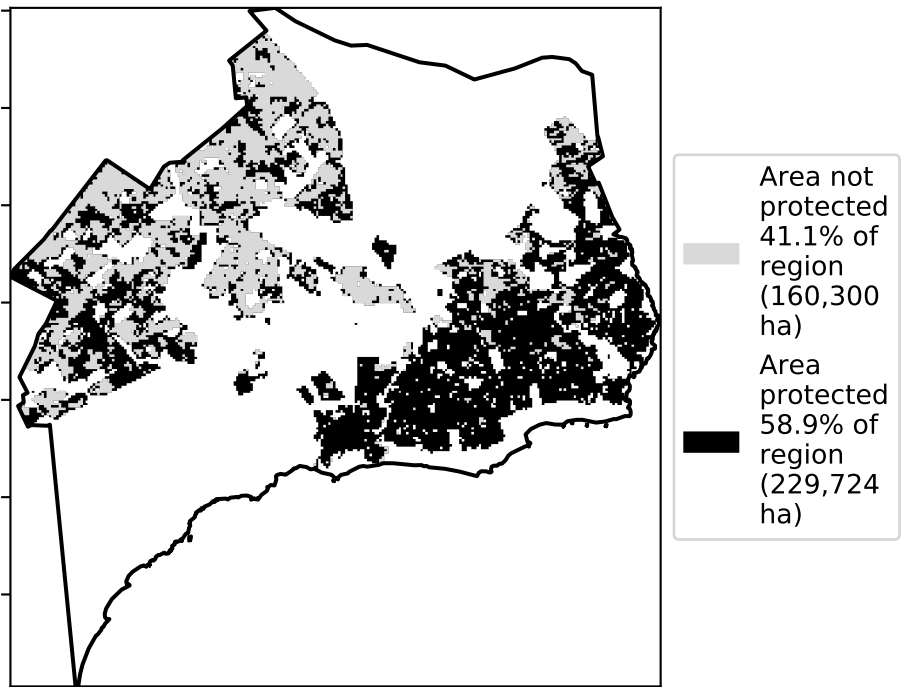 Area not
protected
41.1% of
region
(160,300
ha)
Area
protected
58.9% of
region
(229,724
ha)